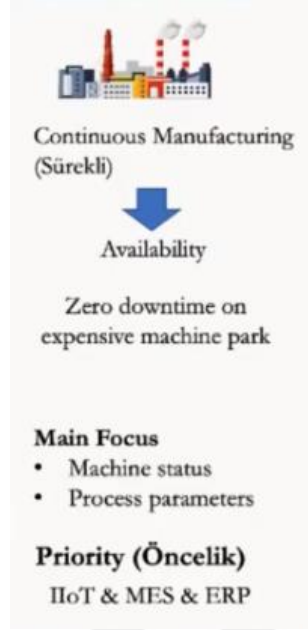 Continuous Manufacturing
(Sürekli)
Availability
Zero downtime on
expensive machine park
Main Focus
• Machine status
• Process parameters
Priority (Öncelik)
IIoT & MES & ERP